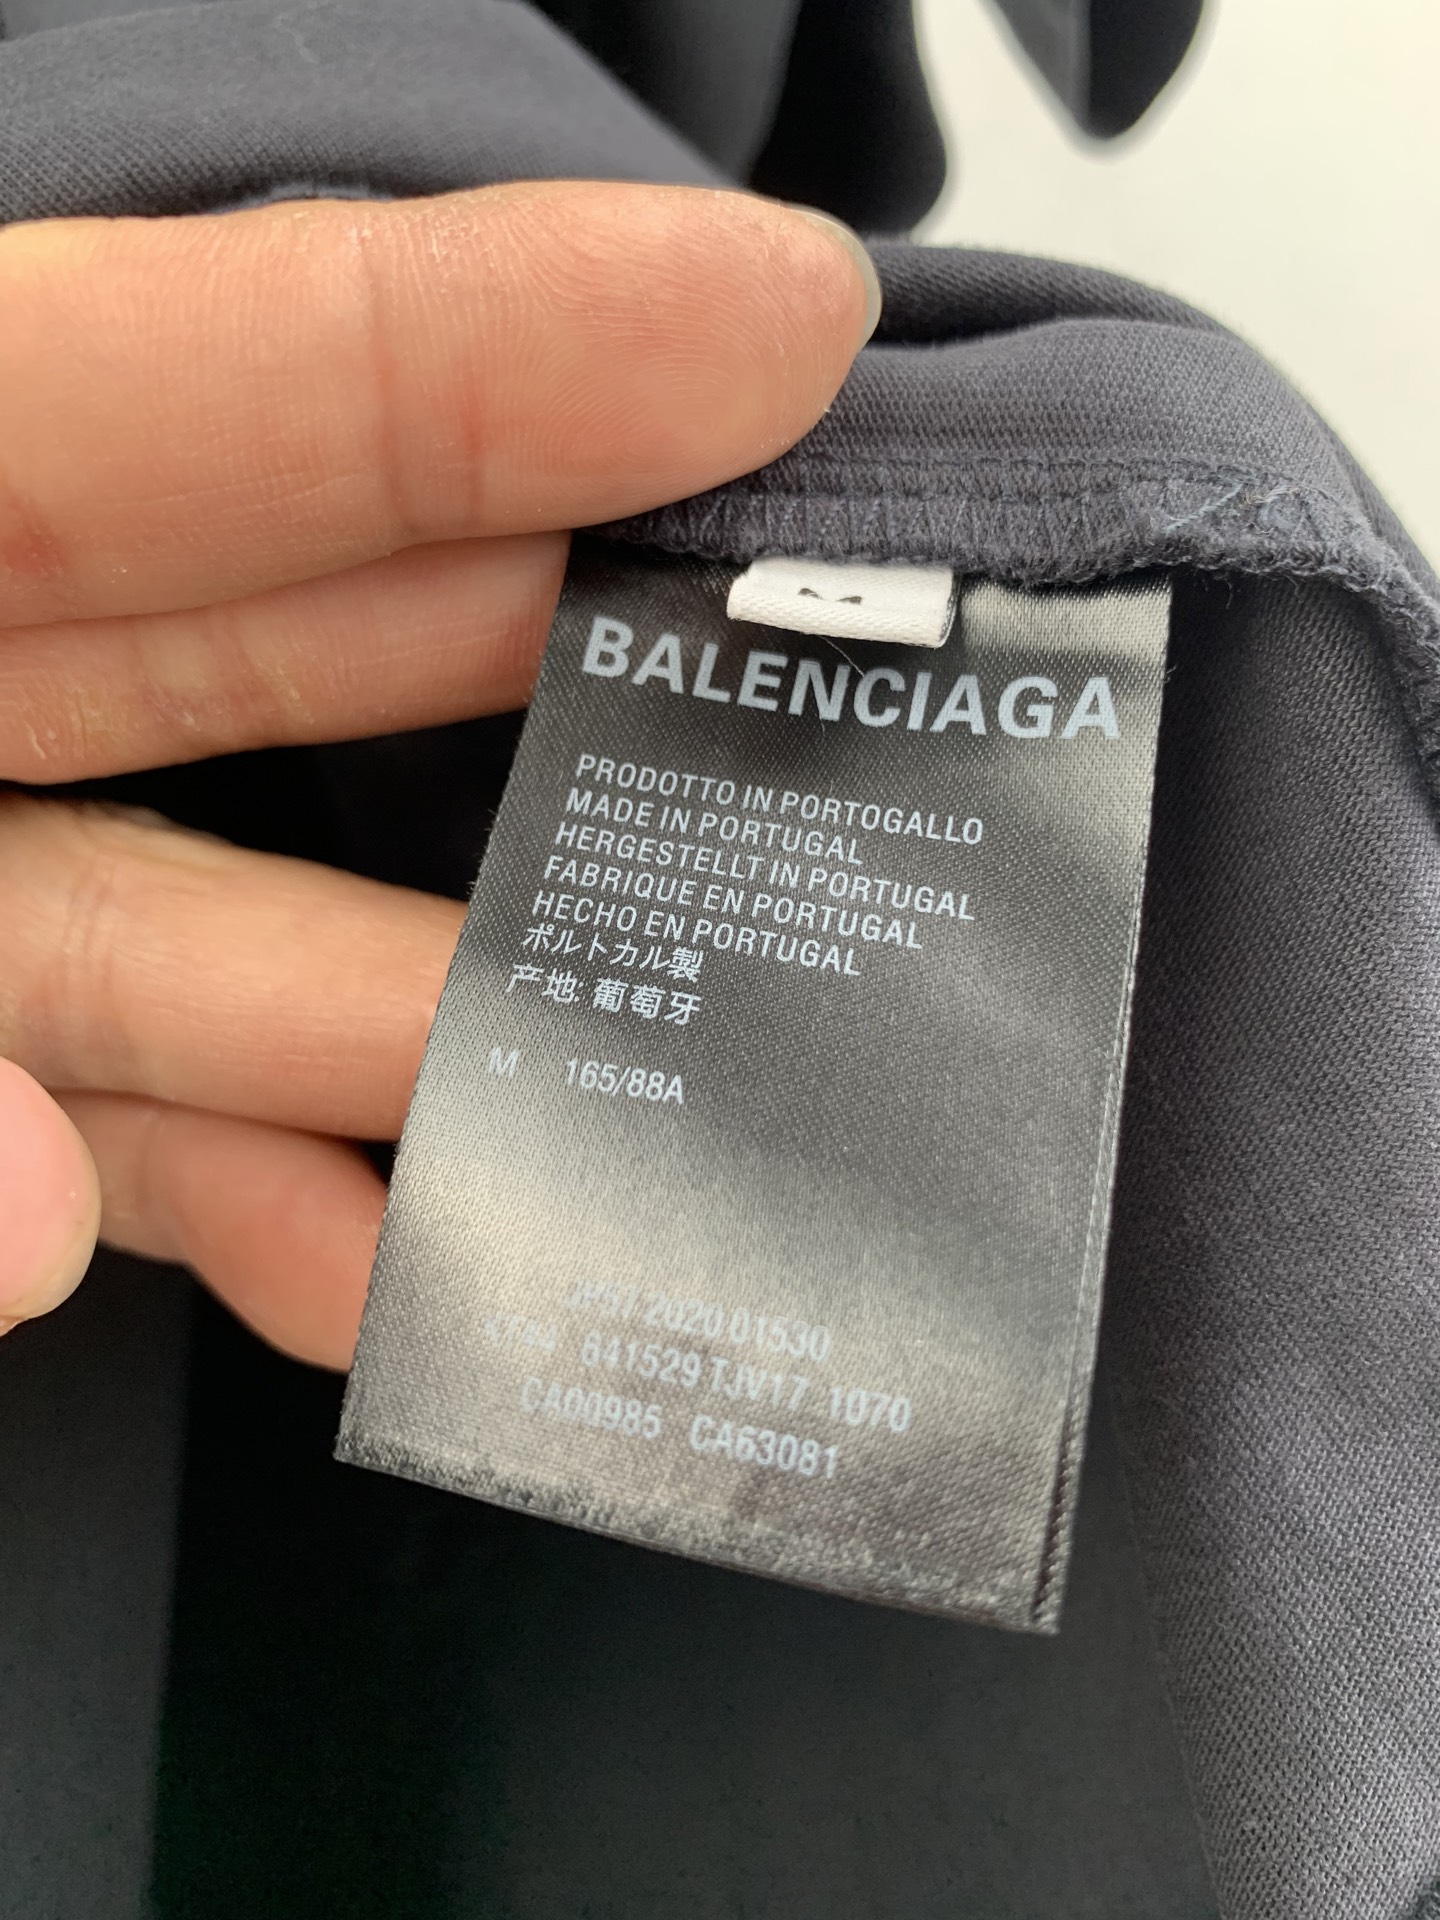 BALENCIAGA
PRODOTTO IN PORTOGALLO
MADE IN PORTUGAL
HERGESTELLT IN PORTUGAL
FABRIQUE EN PORTUGAL
HECHO EN PORTUGAL
ポルトカル製
产地: 葡萄牙
M 165/88A
2020 01530
641529 TJV17 1070
CA00985 CA63081